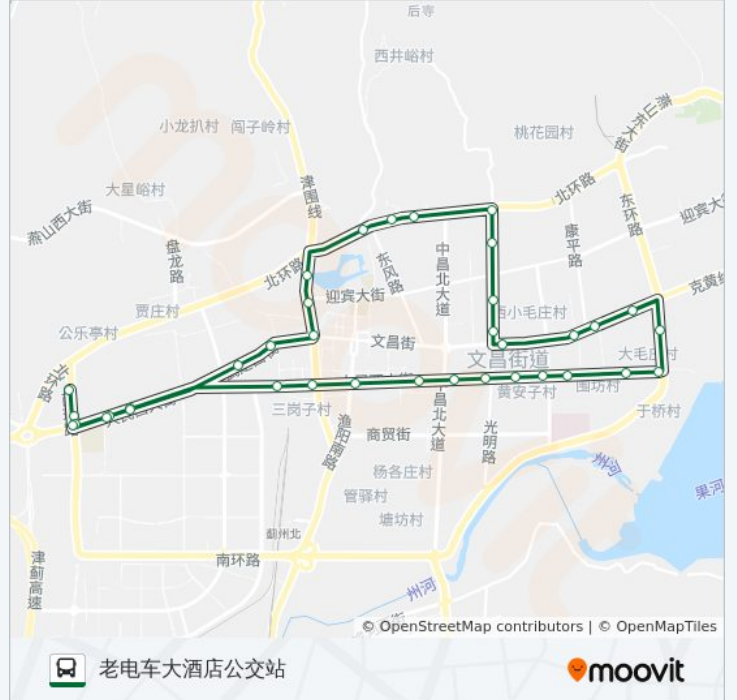 后寺
西井峪村
燕山东大街
小龙扒村
闯子岭村
桃花园村
大星峪村
津围线
北环路
东环路
迎宾大
燕山西大街
盘龙路
康平路
东风路
中昌北大道
北环路
克黄线
迎宾大街
贾庄村
西小毛庄村
公乐亭村
文昌街
文昌街道
大毛庄村
北环路
黄安子村
围坊村
三岗子村
昌北大道
于桥村
渔阳南路
商贸街
光明路
州河
杨各庄村
果河
管驿村
塘坊村
蓟州北
津蓟高速
南环路
州河
© OpenStreetMap contributors | © OpenMapTiles
老电车大酒店公交站
moovit